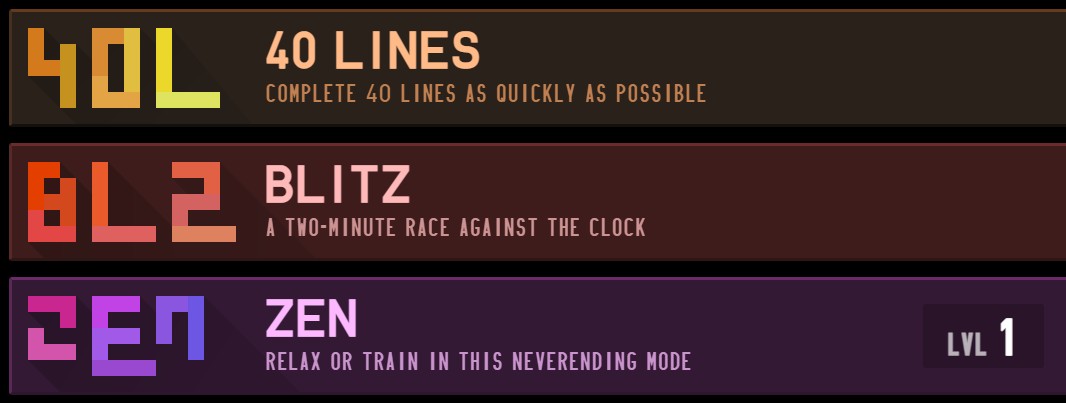 40L
40 LINES
COMPLETE 40 LINES AS QUICKLY AS POSSIBLE
BLZ
BLITZ
A TWO-MINUTE RACE AGAINST THE CLOCK
ZEN
ZEN
RELAX OR TRAIN IN THIS NEVERENDING MODE
LVL 1